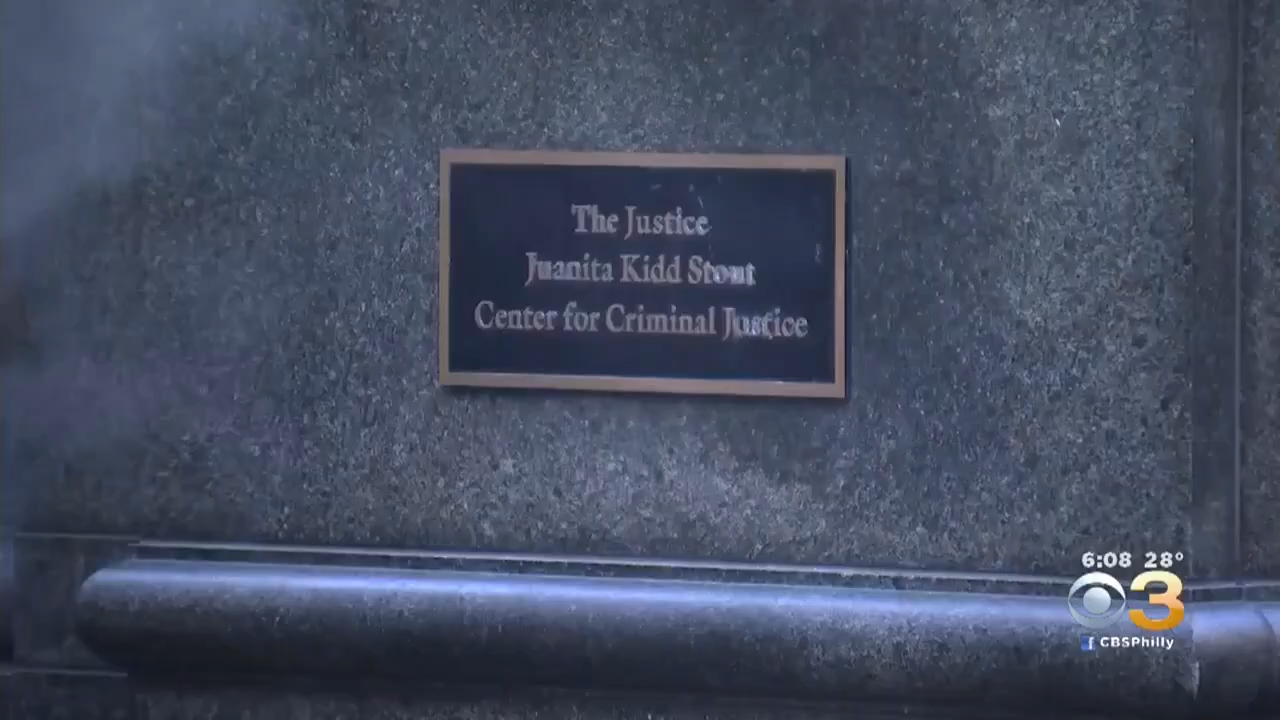 The Justice
Juanita Kidd Stout
Center for Criminal Justice
6:08 28°
3
f CBSPhilly